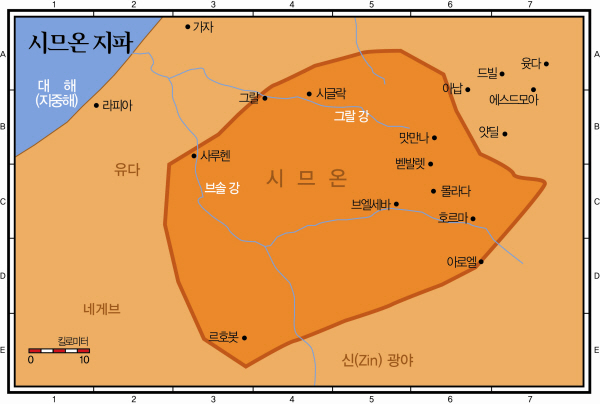 1 2 3 4 5 6 7
시므온 지파
가자
A A
윳다
드빌
대 해
(지중해)
아납
에스드모아
그랄
시글락
라피아
그랄 강
B B
얏틸
맛만나
사루헨
벧발렛
유다
시 므 온
브솔 강
몰라다
C C
브엘세바
호르마
아로엘
D D
네게브
르호봇
킬로미터
0 10
E E
신(Zin) 광야
1 2 3 4 5 6 7